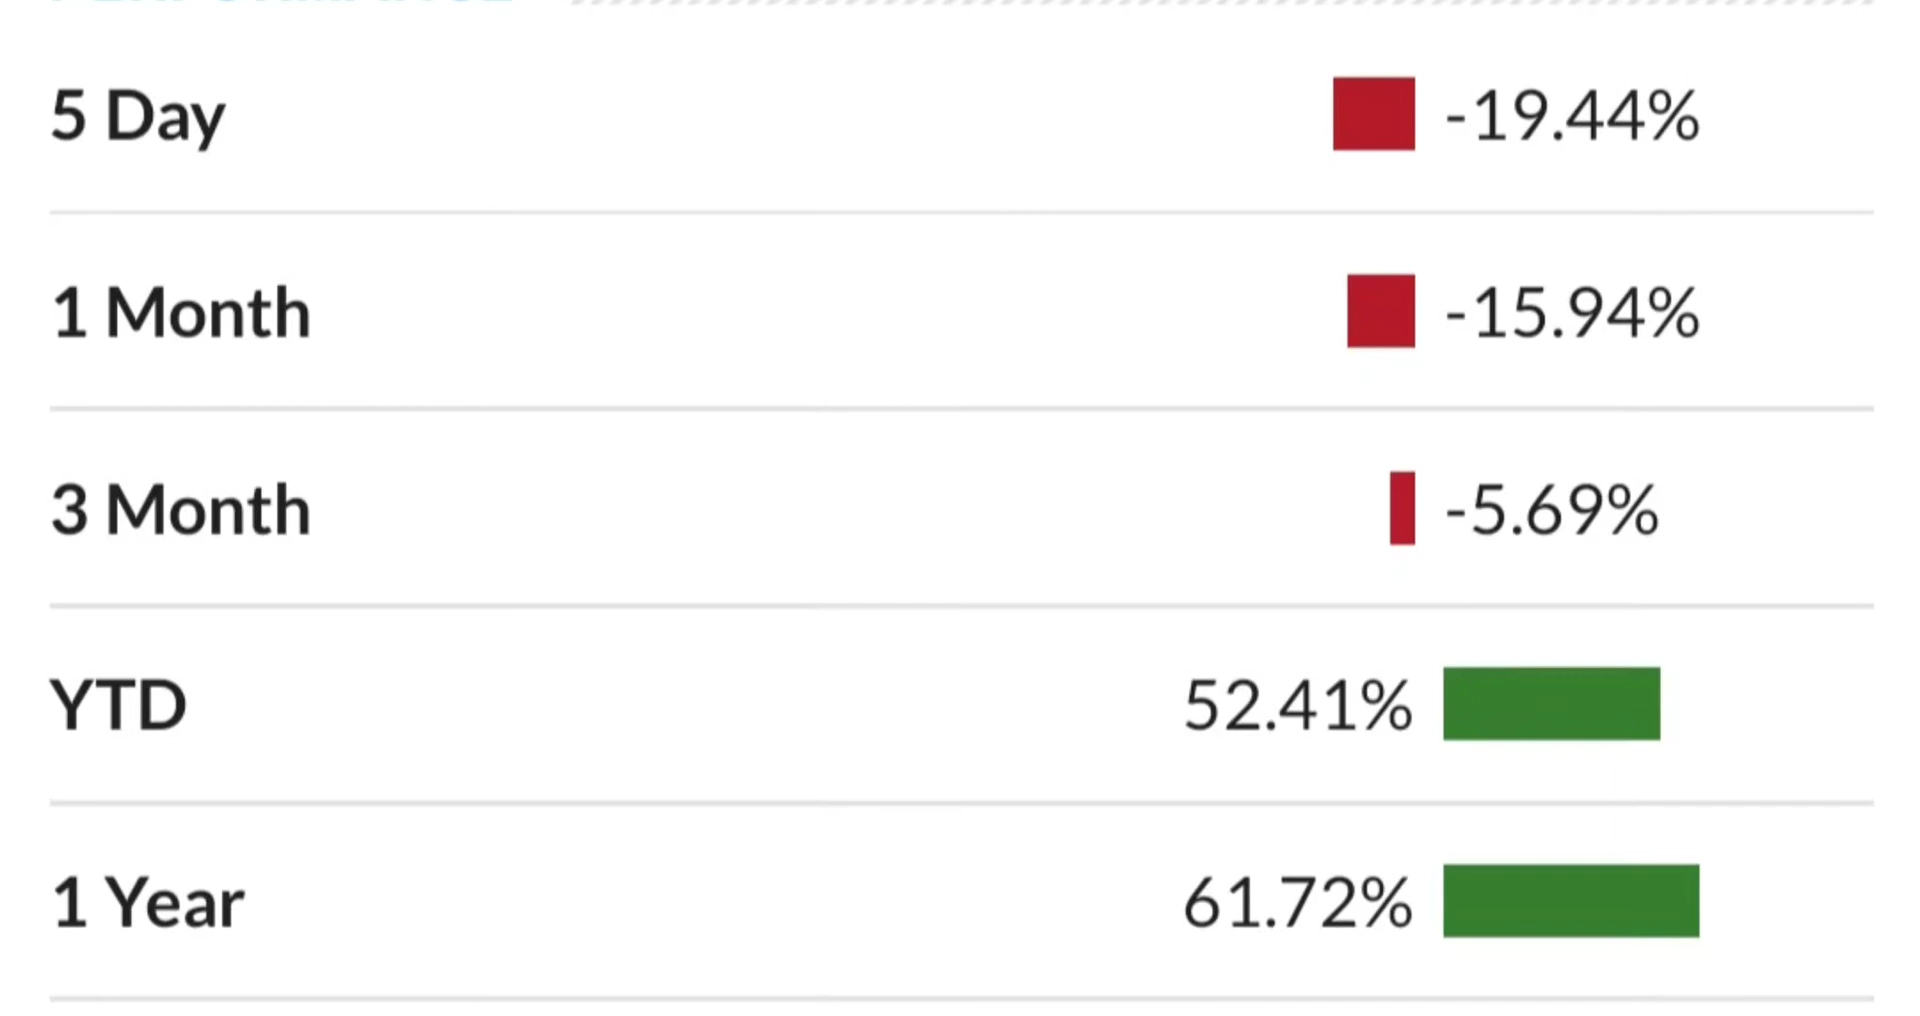 PERFORMANCE
5 Day -19.44%
1 Month -15.94%
3 Month -5.69%
YTD 52.41%
1 Year 61.72%